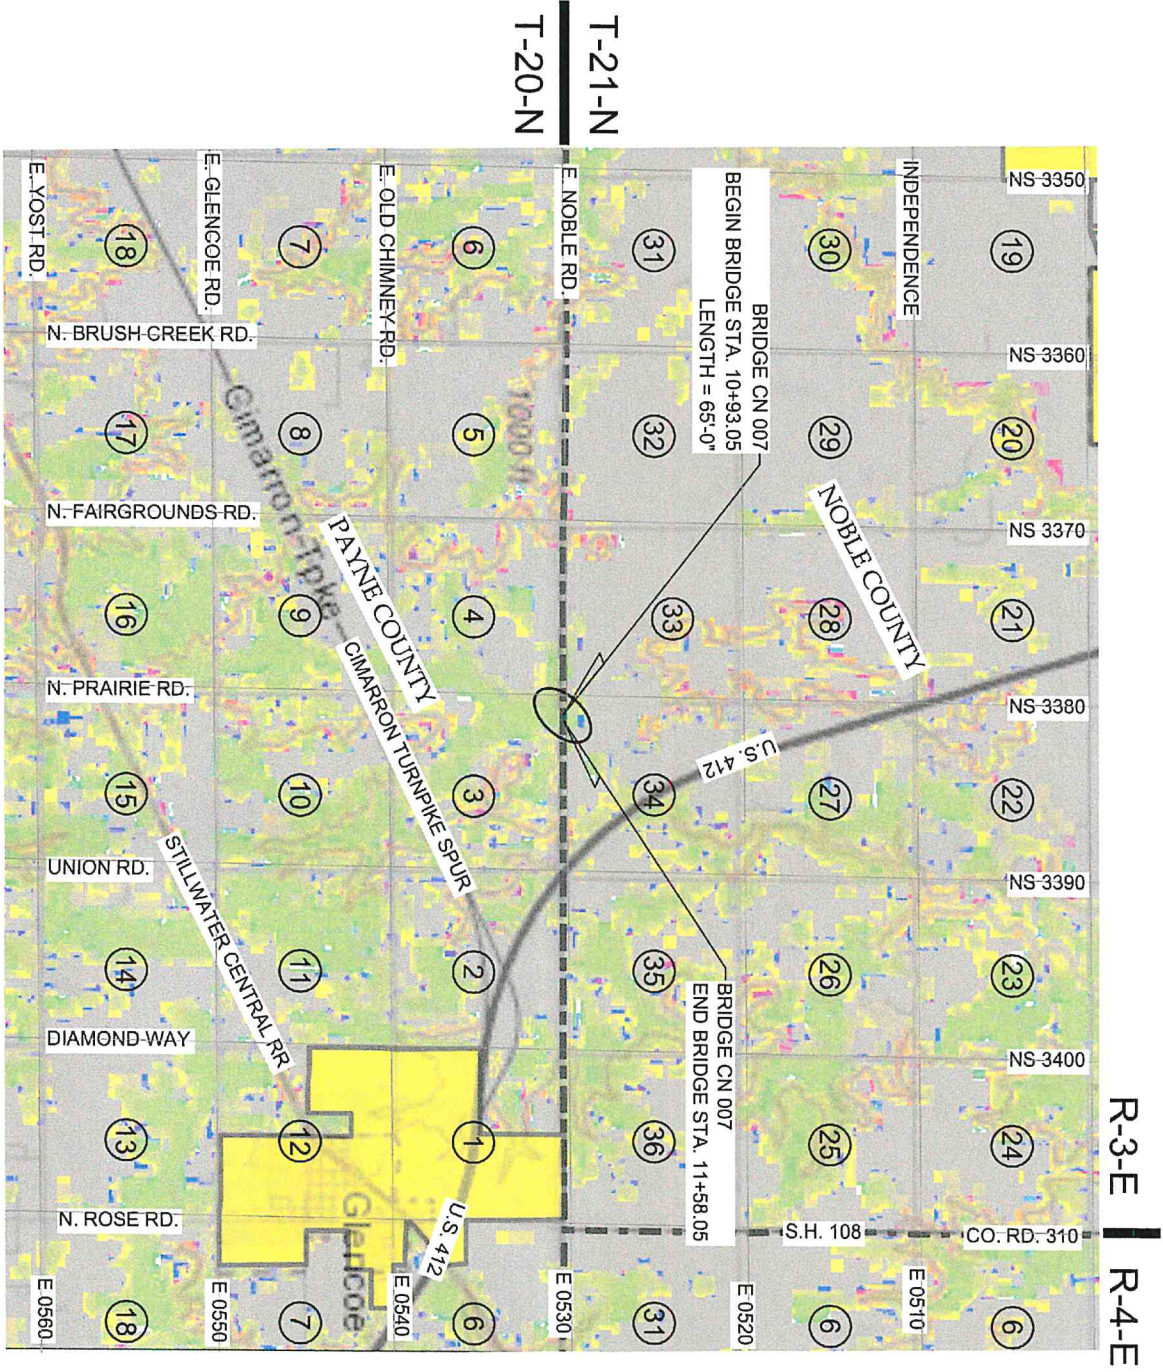 R-3-E
R-4-E
NS 3350
NS 3360
NS 3370
NS 3380
NS 3390
NS 3400
CO. RD. 310
19
20
21
22
23
24
6
INDEPENDENCE
E 0510
NOBLE COUNTY
30
29
28
27
26
25
6
S.H. 108
U.S. 412
E 0520
BRIDGE CN 007
BEGIN BRIDGE STA. 10+93.05
LENGTH = 65'-0"
BRIDGE CN 007
END BRIDGE STA. 11+58.05
31
32
33
34
35
36
31
T-21-N
T-20-N
E. NOBLE RD.
E 0530
1000 ft
6
5
4
3
2
1
6
U.S. 412
E. OLD CHIMNEY RD.
PAYNE COUNTY
CIMARRON TURNPIKE SPUR
E 0540
Glencoe
Cimarron Tpke
7
8
9
10
11
12
7
E. GLENCOE RD.
STILLWATER CENTRAL RR
E 0550
18
17
16
15
14
13
18
N. BRUSH CREEK RD.
N. FAIRGROUNDS RD.
N. PRAIRIE RD.
UNION RD.
DIAMOND WAY
N. ROSE RD.
E. YOST RD.
E 0560